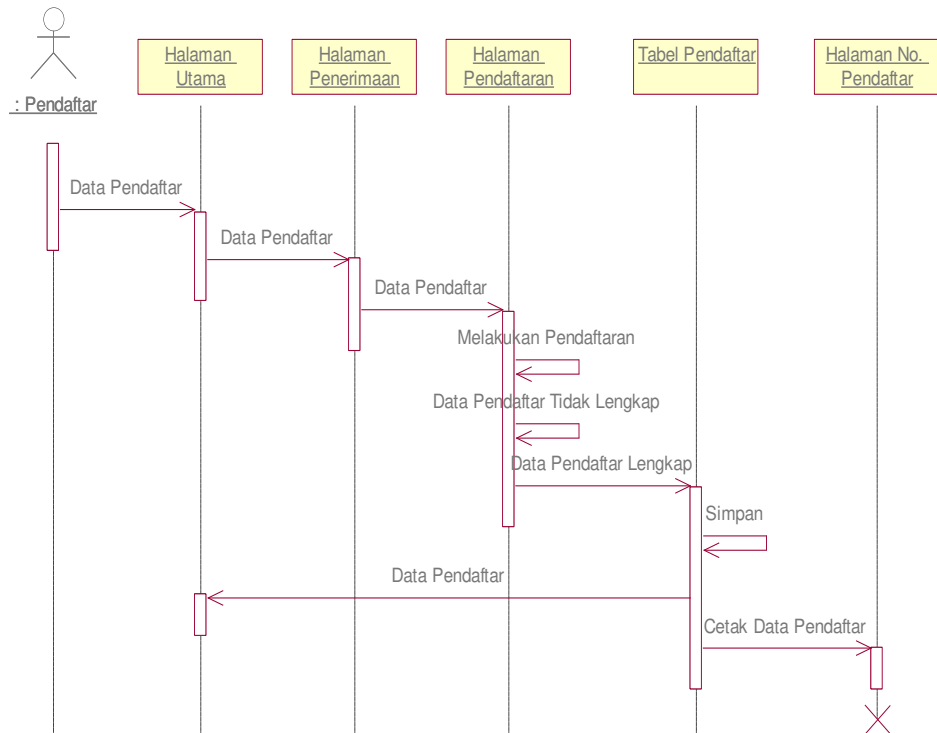 Halaman
Utama
Halaman
Penerimaan
Halaman
Pendaftaran
Tabel Pendaftar
Halaman No.
Pendaftar
: Pendaftar
Data Pendaftar
Data Pendaftar
Data Pendaftar
Melakukan Pendaftaran
Data Pendaftar Tidak Lengkap
Data Pendaftar Lengkap
Simpan
Data Pendaftar
Cetak Data Pendaftar